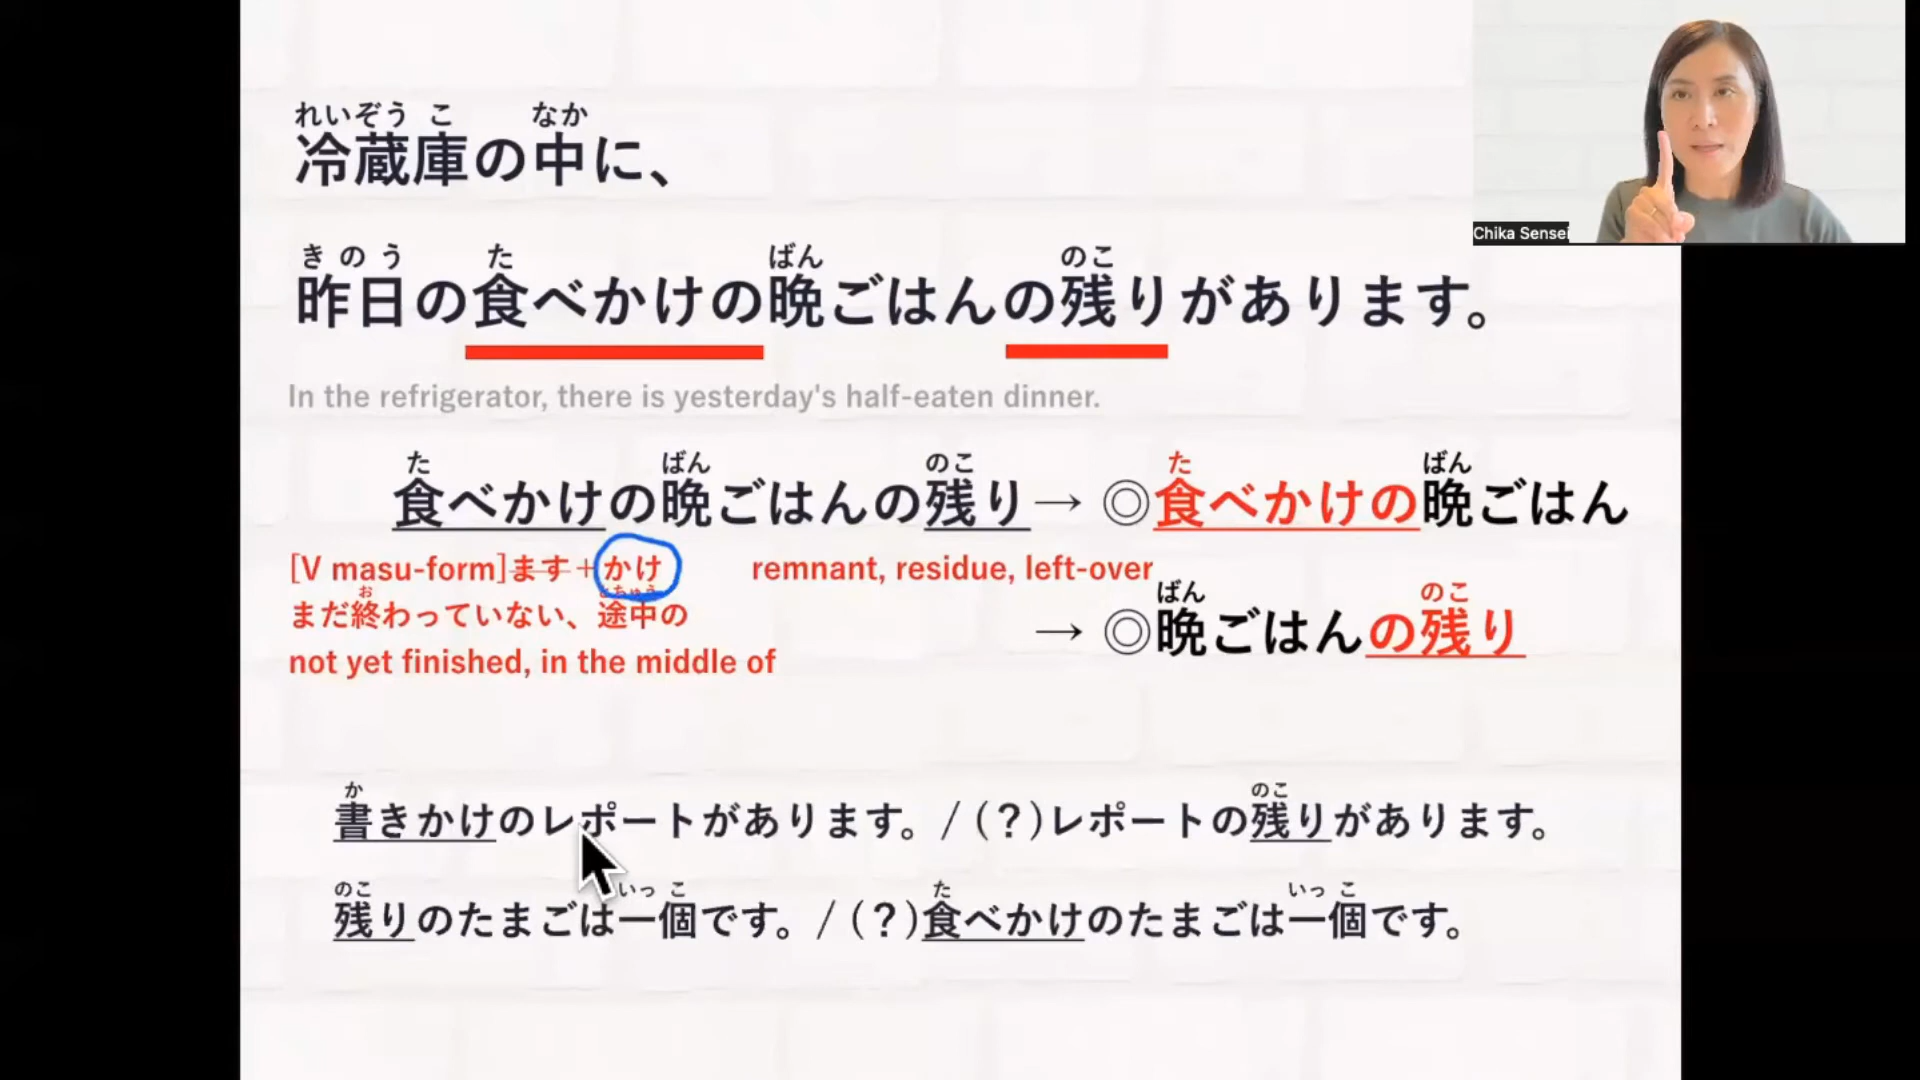 れいぞうこ なか
冷蔵庫の中に、
Chika Sensei
きのう た ばん のこ
昨日の食べかけの晩ごはんの残りがあります。
In the refrigerator, there is yesterday's half-eaten dinner.
た ばん のこ た ばん
食べかけの晩ごはんの残り→ ◎食べかけの晩ごはん
[V masu-form]ます+かけ remnant, residue, left-over
お とちゅう
まだ終わっていない、途中の
ばん のこ
→ ◎晩ごはんの残り
not yet finished, in the middle of
か のこ
書きかけのレポートがあります。/(?)レポートの残りがあります。
のこ いっこ た いっこ
残りのたまごは一個です。/(?)食べかけのたまごは一個です。